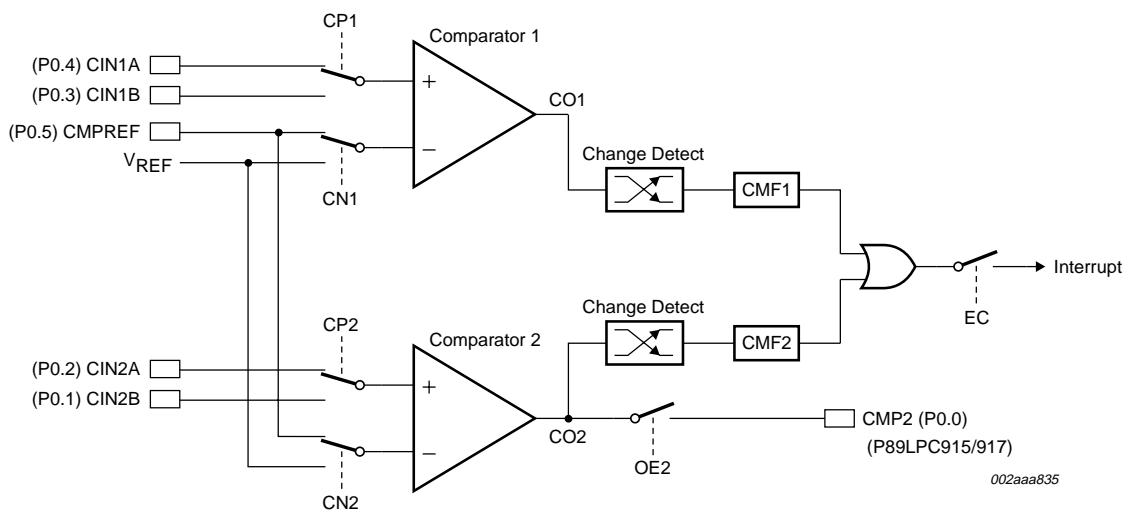 CP1
Comparator 1
(P0.4) CIN1A
+
(P0.3) CIN1B
CO1
(P0.5) CMPREF
−
Change Detect
VREF
CMF1
CN1
Interrupt
EC
Change Detect
CP2
Comparator 2
CMF2
(P0.2) CIN2A
+
(P0.1) CIN2B
CMP2 (P0.0)
CO2
(P89LPC915/917)
−
OE2
002aaa835
CN2